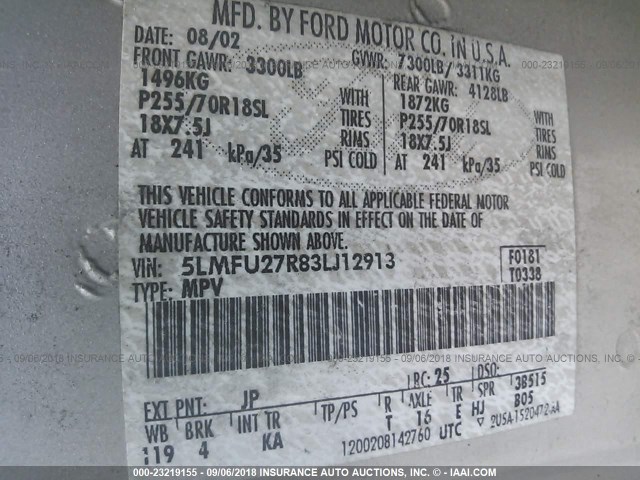 MFD. BY FORD MOTOR CO. IN U.S.A.
DATE: 08/02 GVWR: 7300LB/ 3311KG
FRONT GAWR: 3300LB REAR GAWR: 4128LB
1496KG WITH 1872KG WITH
P255/70R18SL TIRES P255/70R18SL TIRES
18X7.5J RIMS 18X7.5J RIMS
AT 241 kPa/35 PSI COLD AT 241 kPa/35 PSI COLD
THIS VEHICLE CONFORMS TO ALL APPLICABLE FEDERAL MOTOR
VEHICLE SAFETY STANDARDS IN EFFECT ON THE DATE OF
MANUFACTURE SHOWN ABOVE.
VIN: 5LMFU27R83LJ12913 F0181
TYPE: MPV T0338
EXT PNT: JP RC: 25 DSO:
WB BRK INT TR TP/PS R AXLE TR SPR 38515
119 4 KA T 16 E HJ 805
1200208142760 UTC
000-23219155 - 09/06/2018 - INSURANCE AUTO AUCTIONS, INC. - © - IAAI.COM